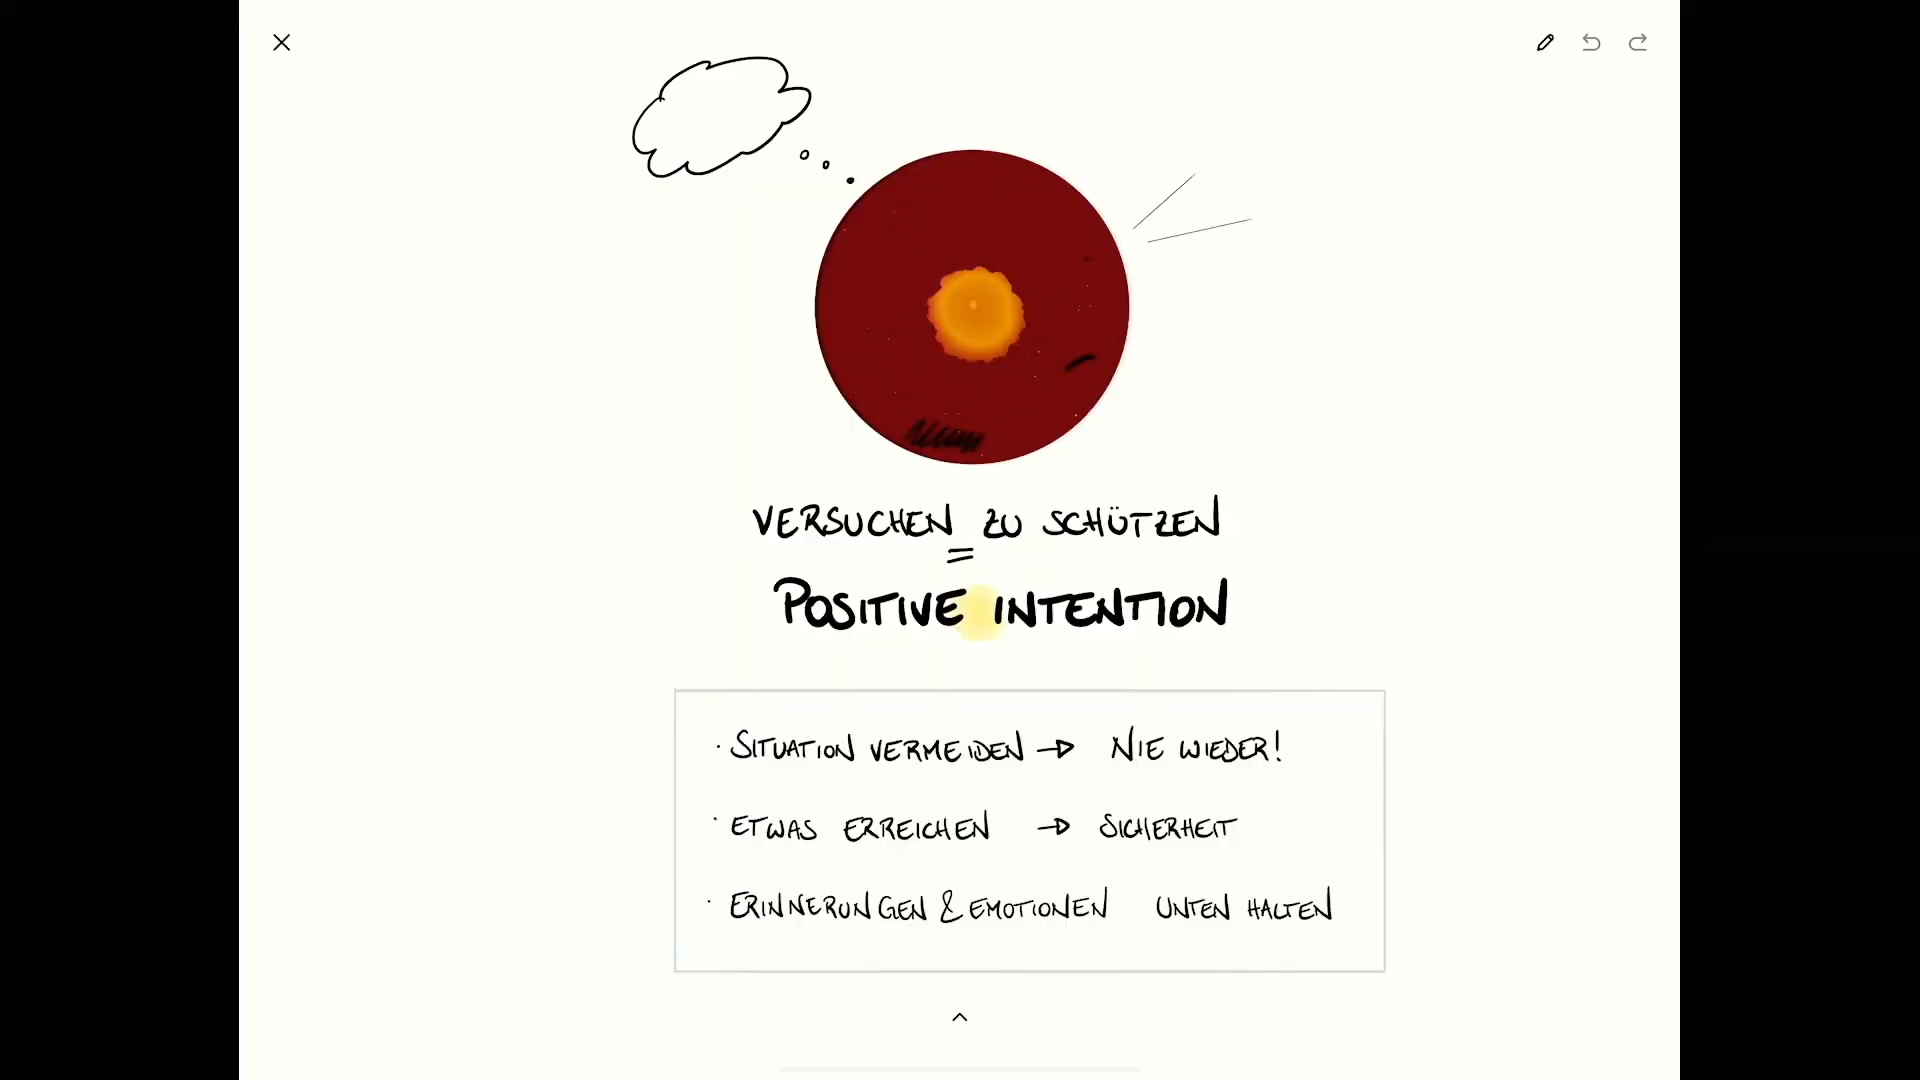 VERSUCHEN ZU SCHÜTZEN
=
POSITIVE INTENTION
· SITUATION VERMEIDEN → NIE WIEDER!
· ETWAS ERREICHEN → SICHERHEIT
· ERINNERUNGEN & EMOTIONEN UNTEN HALTEN